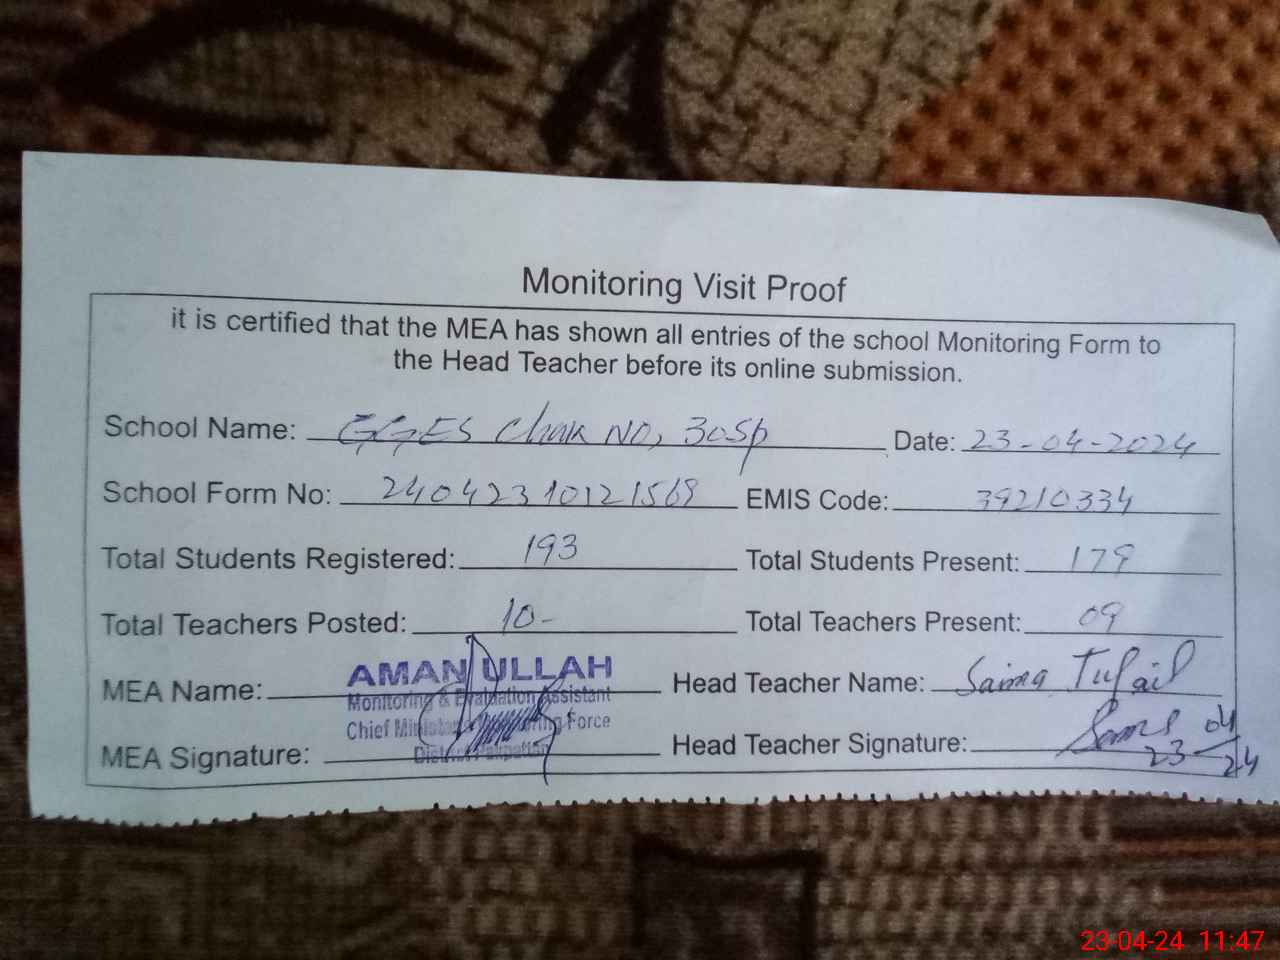 Monitoring Visit Proof
it is certified that the MEA has shown all entries of the school Monitoring Form to
the Head Teacher before its online submission.
School Name: GGES Chak NO, 30SP Date: 23-04-2024
School Form No: 24042310121569 EMIS Code: 39210334
Total Students Registered: 193 Total Students Present: 179
Total Teachers Posted: 10- Total Teachers Present: 09
MEA Name: AMAN ULLAH Head Teacher Name: Saima Tufail
Monitoring & Evaluation Assistant
Chief Minister Monitoring Force
District Pakpattan
MEA Signature: Head Teacher Signature: 23 04 24
23-04-24 11:47